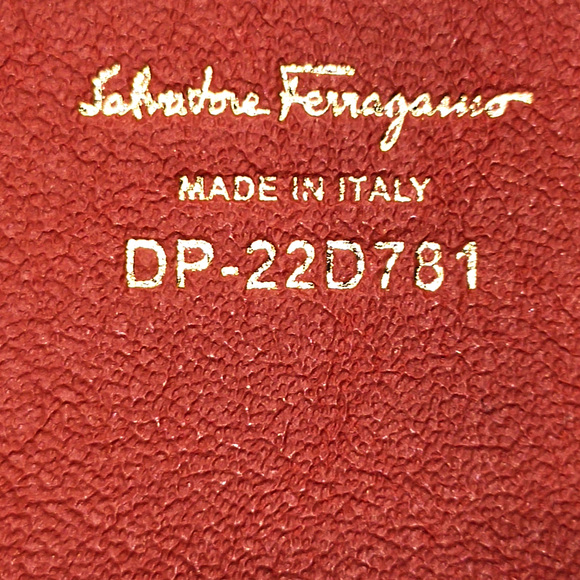 Salvatore Ferragamo
MADE IN ITALY
DP-22D781